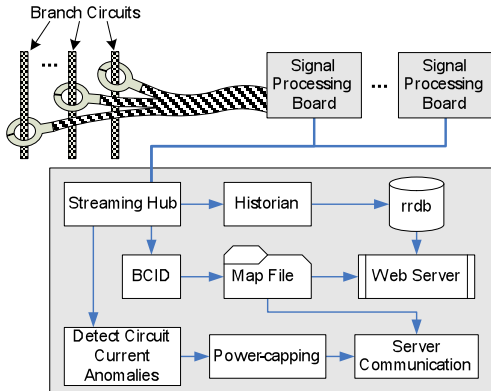 Branch Circuits
...
Signal
Processing
Board
...
Signal
Processing
Board
Streaming Hub
Historian
rrdb
BCID
Map File
Web Server
Detect Circuit
Current
Anomalies
Power-capping
Server
Communication